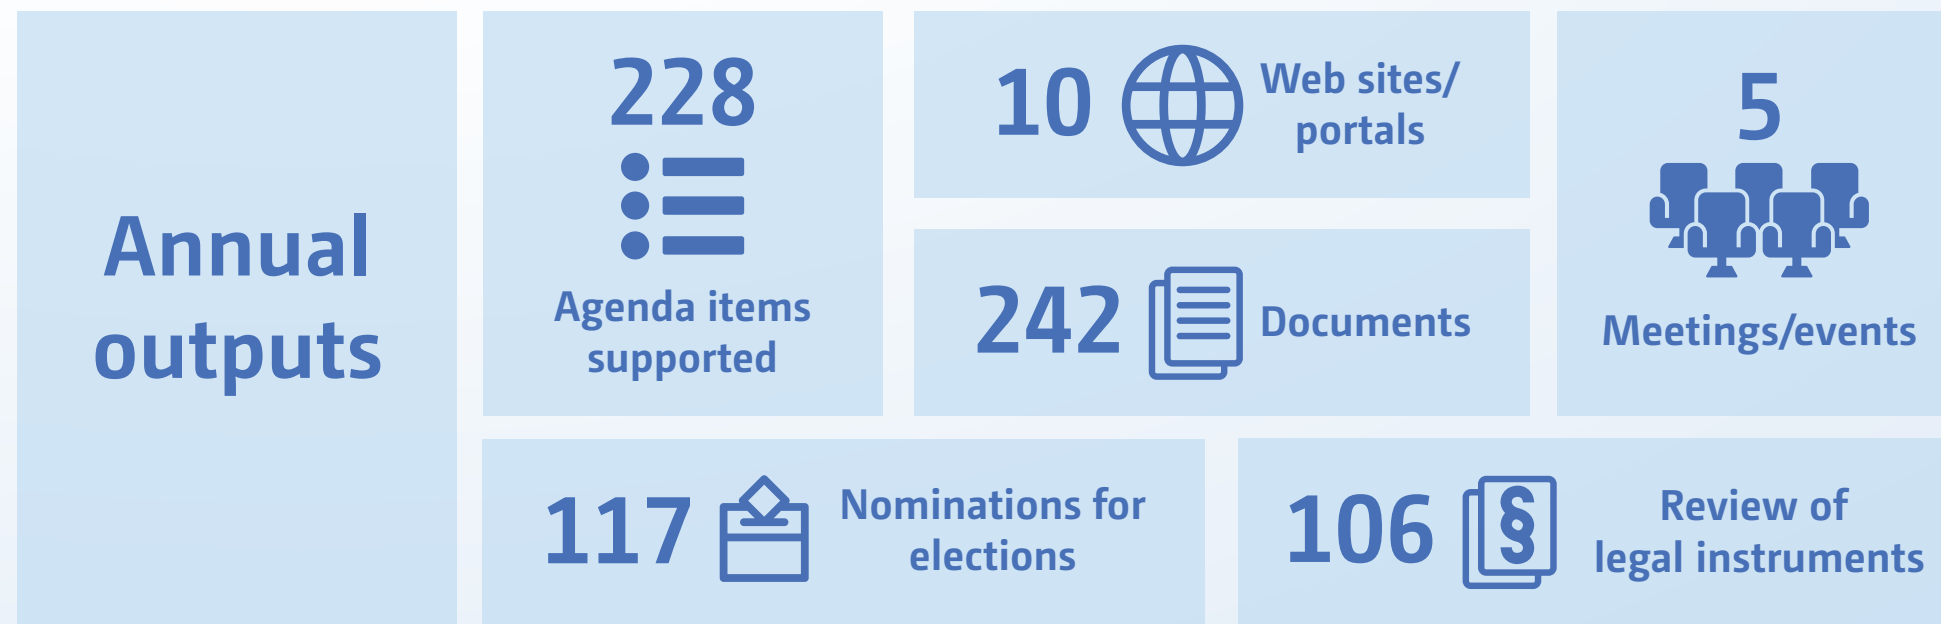 Annual
outputs
228
Agenda items
supported
10
Web sites/
portals
242
Documents
5
Meetings/events
117
Nominations for
elections
106
§
Review of
legal instruments